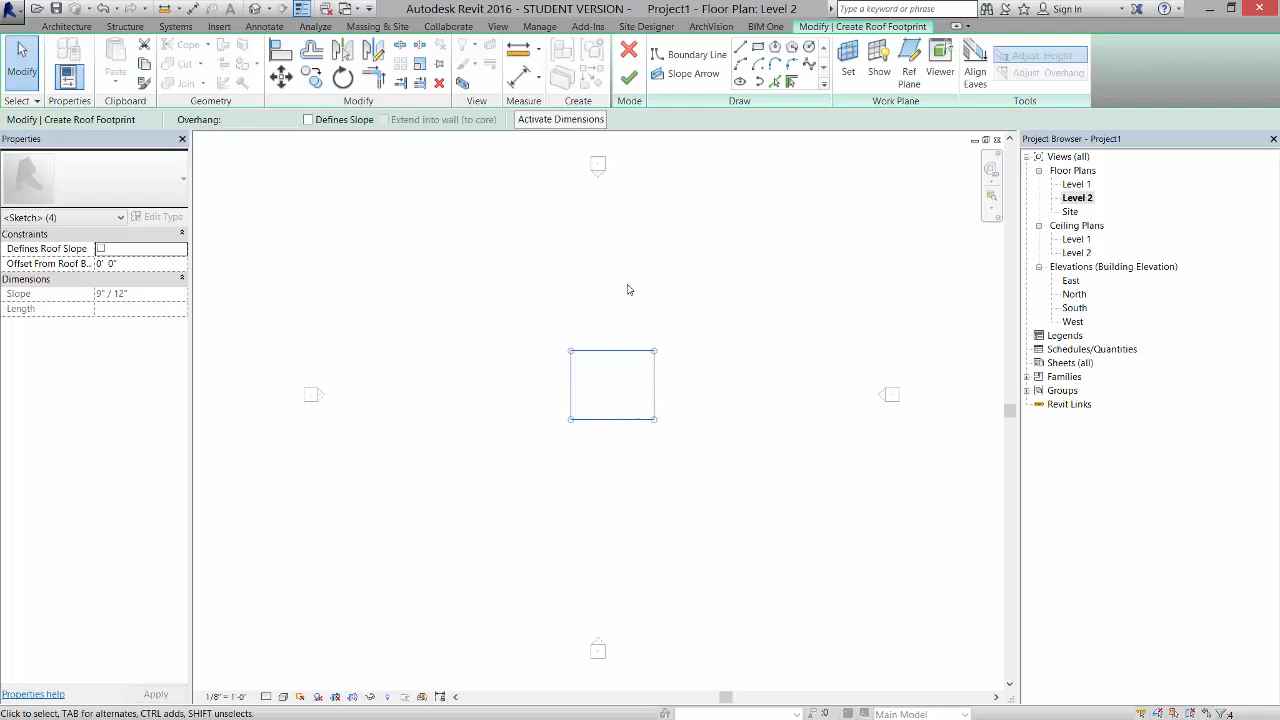 Autodesk Revit 2016 - STUDENT VERSION - Project1 - Floor Plan: Level 2
Type a keyword or phrase
Sign In
Architecture Structure Systems Insert Annotate Analyze Massing & Site Collaborate View Manage Add-Ins Site Designer ArchVision BIM One Modify | Create Roof Footprint
Modify
Paste
Cope
Cut
Join
Boundary Line
Slope Arrow
Set Show Ref Plane Viewer
Align Eaves
Adjust Height
Adjust Overhang
Select Properties Clipboard Geometry Modify View Measure Create Mode Draw Work Plane Tools
Modify | Create Roof Footprint Overhang: Defines Slope Extend into wall (to core) Activate Dimensions
Properties
<Sketch> (4) Edit Type
Constraints
Defines Roof Slope
Offset From Roof B... 0' 0"
Dimensions
Slope 9" / 12"
Length
Properties help Apply
Project Browser - Project1
Views (all)
Floor Plans
Level 1
Level 2
Site
Ceiling Plans
Level 1
Level 2
Elevations (Building Elevation)
East
North
South
West
Legends
Schedules/Quantities
Sheets (all)
Families
Groups
Revit Links
1/8" = 1'-0"
Click to select, TAB for alternates, CTRL adds, SHIFT unselects.
:0
Main Model
:4